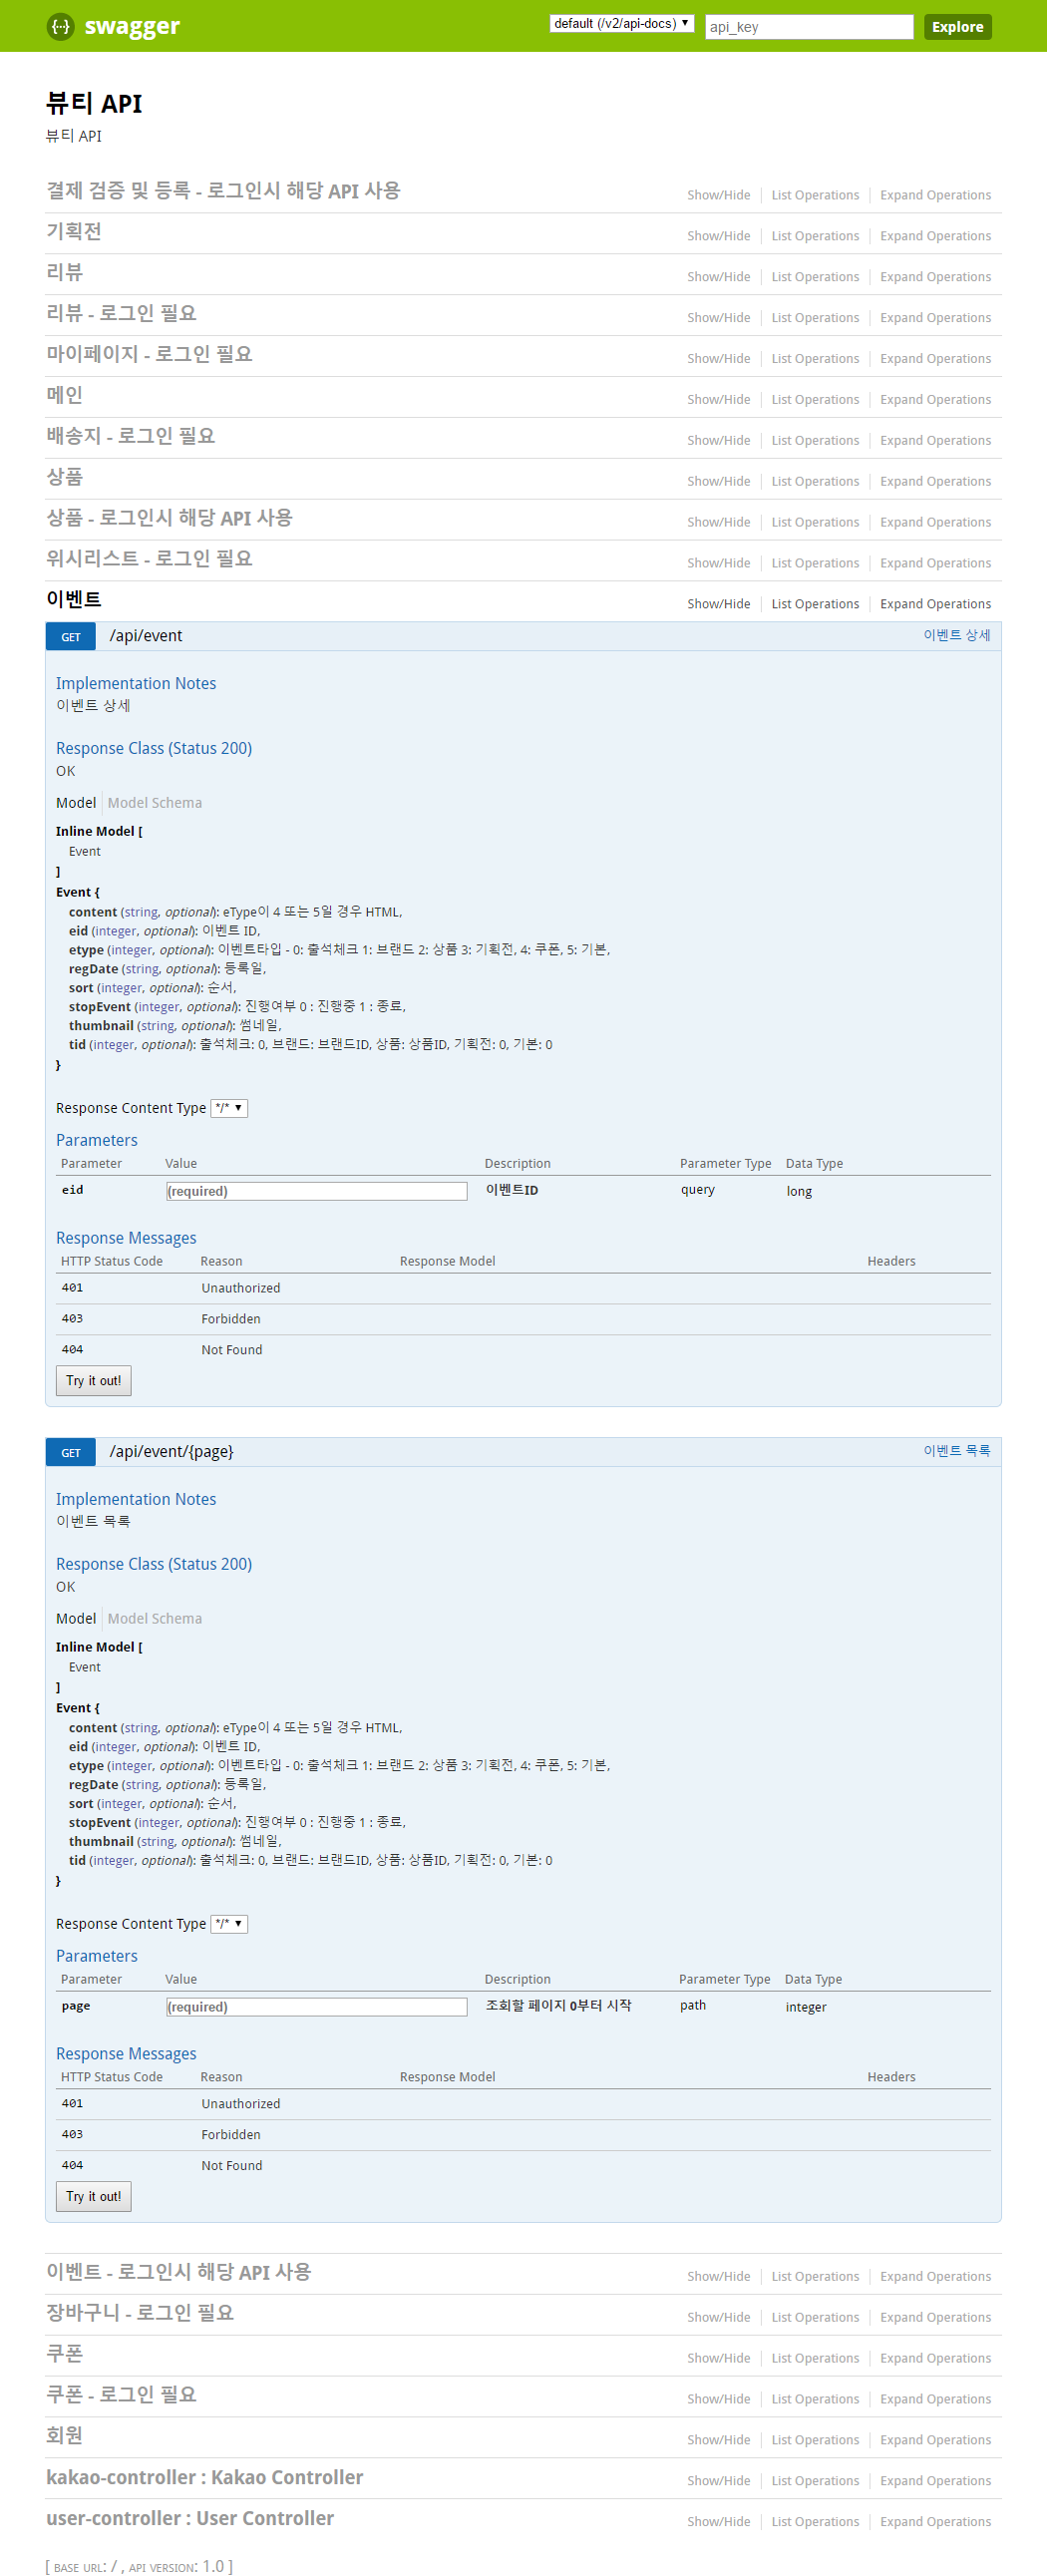 {··} swagger default (/v2/api-docs) api_key Explore
뷰티 API
뷰티 API
결제 검증 및 등록 - 로그인시 해당 API 사용 Show/Hide List Operations Expand Operations
기획전 Show/Hide List Operations Expand Operations
리뷰 Show/Hide List Operations Expand Operations
리뷰 - 로그인 필요 Show/Hide List Operations Expand Operations
마이페이지 - 로그인 필요 Show/Hide List Operations Expand Operations
메인 Show/Hide List Operations Expand Operations
배송지 - 로그인 필요 Show/Hide List Operations Expand Operations
상품 Show/Hide List Operations Expand Operations
상품 - 로그인시 해당 API 사용 Show/Hide List Operations Expand Operations
위시리스트 - 로그인 필요 Show/Hide List Operations Expand Operations
이벤트 Show/Hide List Operations Expand Operations
GET /api/event 이벤트 상세
Implementation Notes
이벤트 상세
Response Class (Status 200)
OK
Model Model Schema
Inline Model [
Event
]
Event {
content (string, optional): eType이 4 또는 5일 경우 HTML,
eid (integer, optional): 이벤트 ID,
etype (integer, optional): 이벤트타입 - 0: 출석체크 1: 브랜드 2: 상품 3: 기획전, 4: 쿠폰, 5: 기본,
regDate (string, optional): 등록일,
sort (integer, optional): 순서,
stopEvent (integer, optional): 진행여부 0 : 진행중 1 : 종료,
thumbnail (string, optional): 썸네일,
tid (integer, optional): 출석체크: 0, 브랜드: 브랜드ID, 상품: 상품ID, 기획전: 0, 기본: 0
}
Response Content Type */*
Parameters
Parameter Value Description Parameter Type Data Type
eid (required) 이벤트ID query long
Response Messages
HTTP Status Code Reason Response Model Headers
401 Unauthorized
403 Forbidden
404 Not Found
Try it out!
GET /api/event/{page} 이벤트 목록
Implementation Notes
이벤트 목록
Response Class (Status 200)
OK
Model Model Schema
Inline Model [
Event
]
Event {
content (string, optional): eType이 4 또는 5일 경우 HTML,
eid (integer, optional): 이벤트 ID,
etype (integer, optional): 이벤트타입 - 0: 출석체크 1: 브랜드 2: 상품 3: 기획전, 4: 쿠폰, 5: 기본,
regDate (string, optional): 등록일,
sort (integer, optional): 순서,
stopEvent (integer, optional): 진행여부 0 : 진행중 1 : 종료,
thumbnail (string, optional): 썸네일,
tid (integer, optional): 출석체크: 0, 브랜드: 브랜드ID, 상품: 상품ID, 기획전: 0, 기본: 0
}
Response Content Type */*
Parameters
Parameter Value Description Parameter Type Data Type
page (required) 조회할 페이지 0부터 시작 path integer
Response Messages
HTTP Status Code Reason Response Model Headers
401 Unauthorized
403 Forbidden
404 Not Found
Try it out!
이벤트 - 로그인시 해당 API 사용 Show/Hide List Operations Expand Operations
장바구니 - 로그인 필요 Show/Hide List Operations Expand Operations
쿠폰 Show/Hide List Operations Expand Operations
쿠폰 - 로그인 필요 Show/Hide List Operations Expand Operations
회원 Show/Hide List Operations Expand Operations
kakao-controller : Kakao Controller Show/Hide List Operations Expand Operations
user-controller : User Controller Show/Hide List Operations Expand Operations
[ BASE URL: / , API VERSION: 1.0 ]